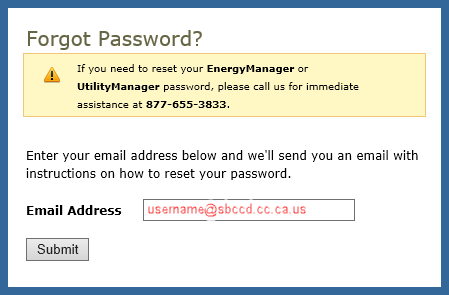 Forgot Password?
If you need to reset your EnergyManager or
UtilityManager password, please call us for immediate
assistance at 877-655-3833.
Enter your email address below and we'll send you an email with
instructions on how to reset your password.
Email Address username@sbccd.cc.ca.us
Submit